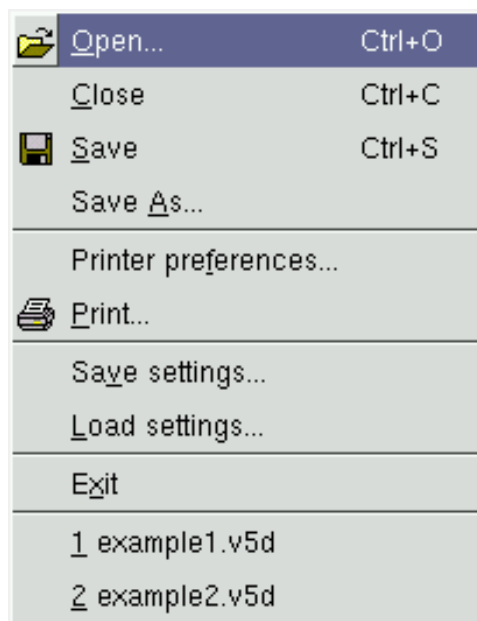 Open... Ctrl+O
Close Ctrl+C
Save Ctrl+S
Save As...
Printer preferences...
Print...
Save settings...
Load settings...
Exit
1 example1.v5d
2 example2.v5d